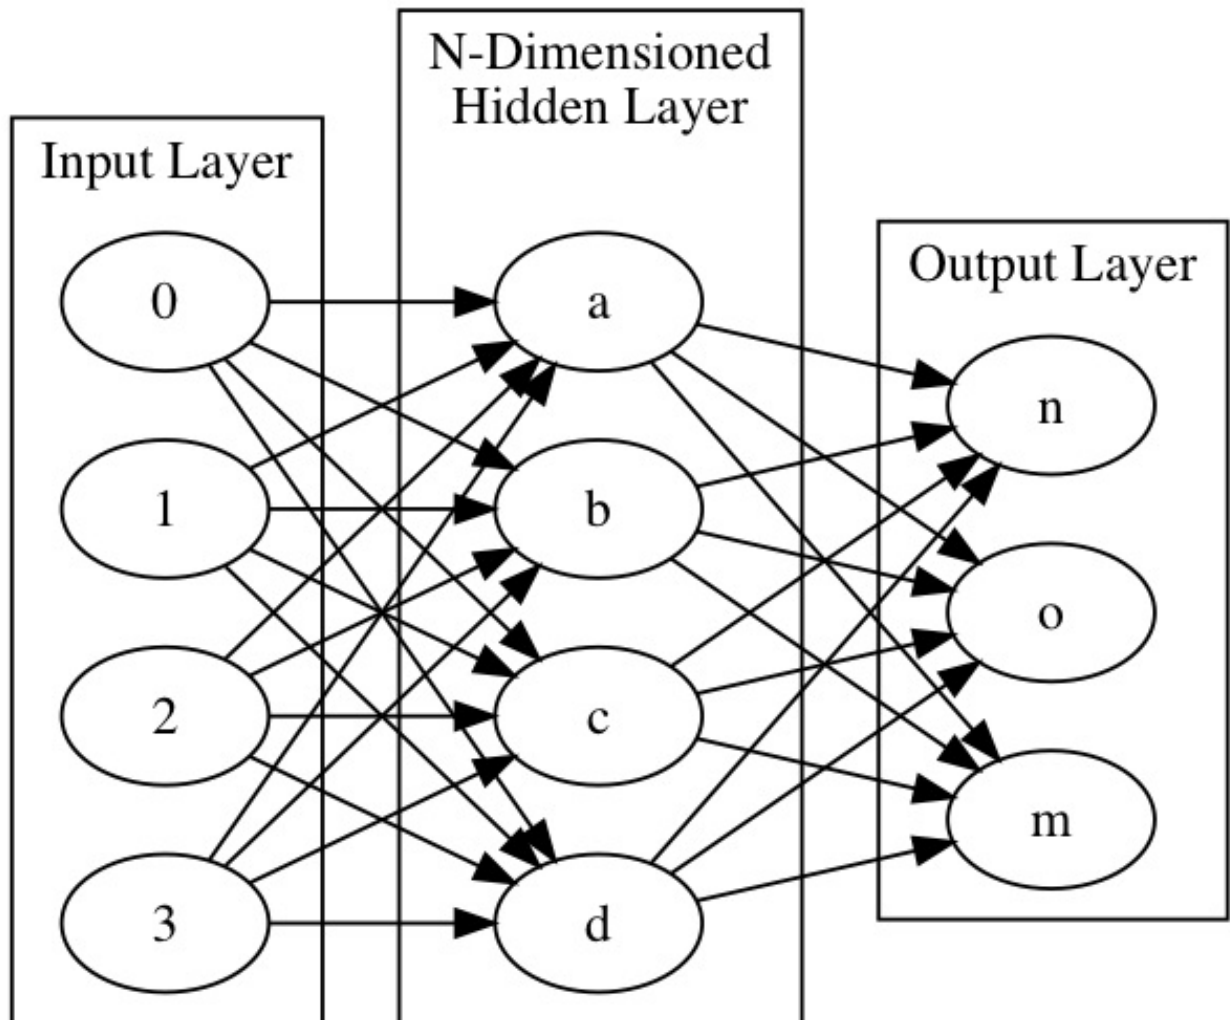 N-Dimensioned
Hidden Layer
Input Layer
Output Layer
0
a
n
1
b
o
2
c
m
3
d